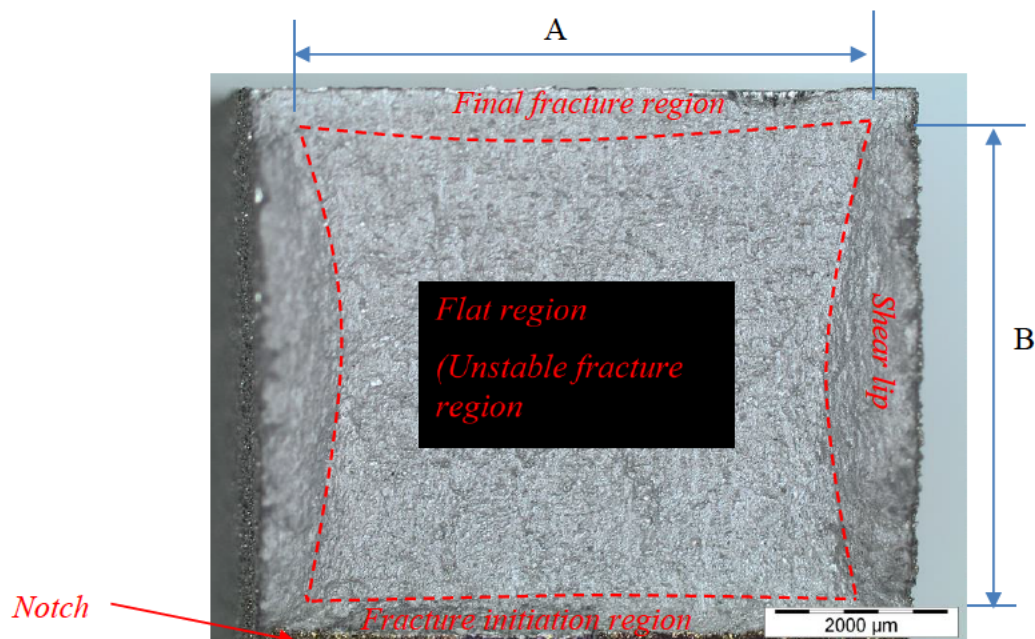 A
Final fracture region
Flat region
(Unstable fracture
region
Shear lip
B
Notch
Fracture initiation region
2000 µm